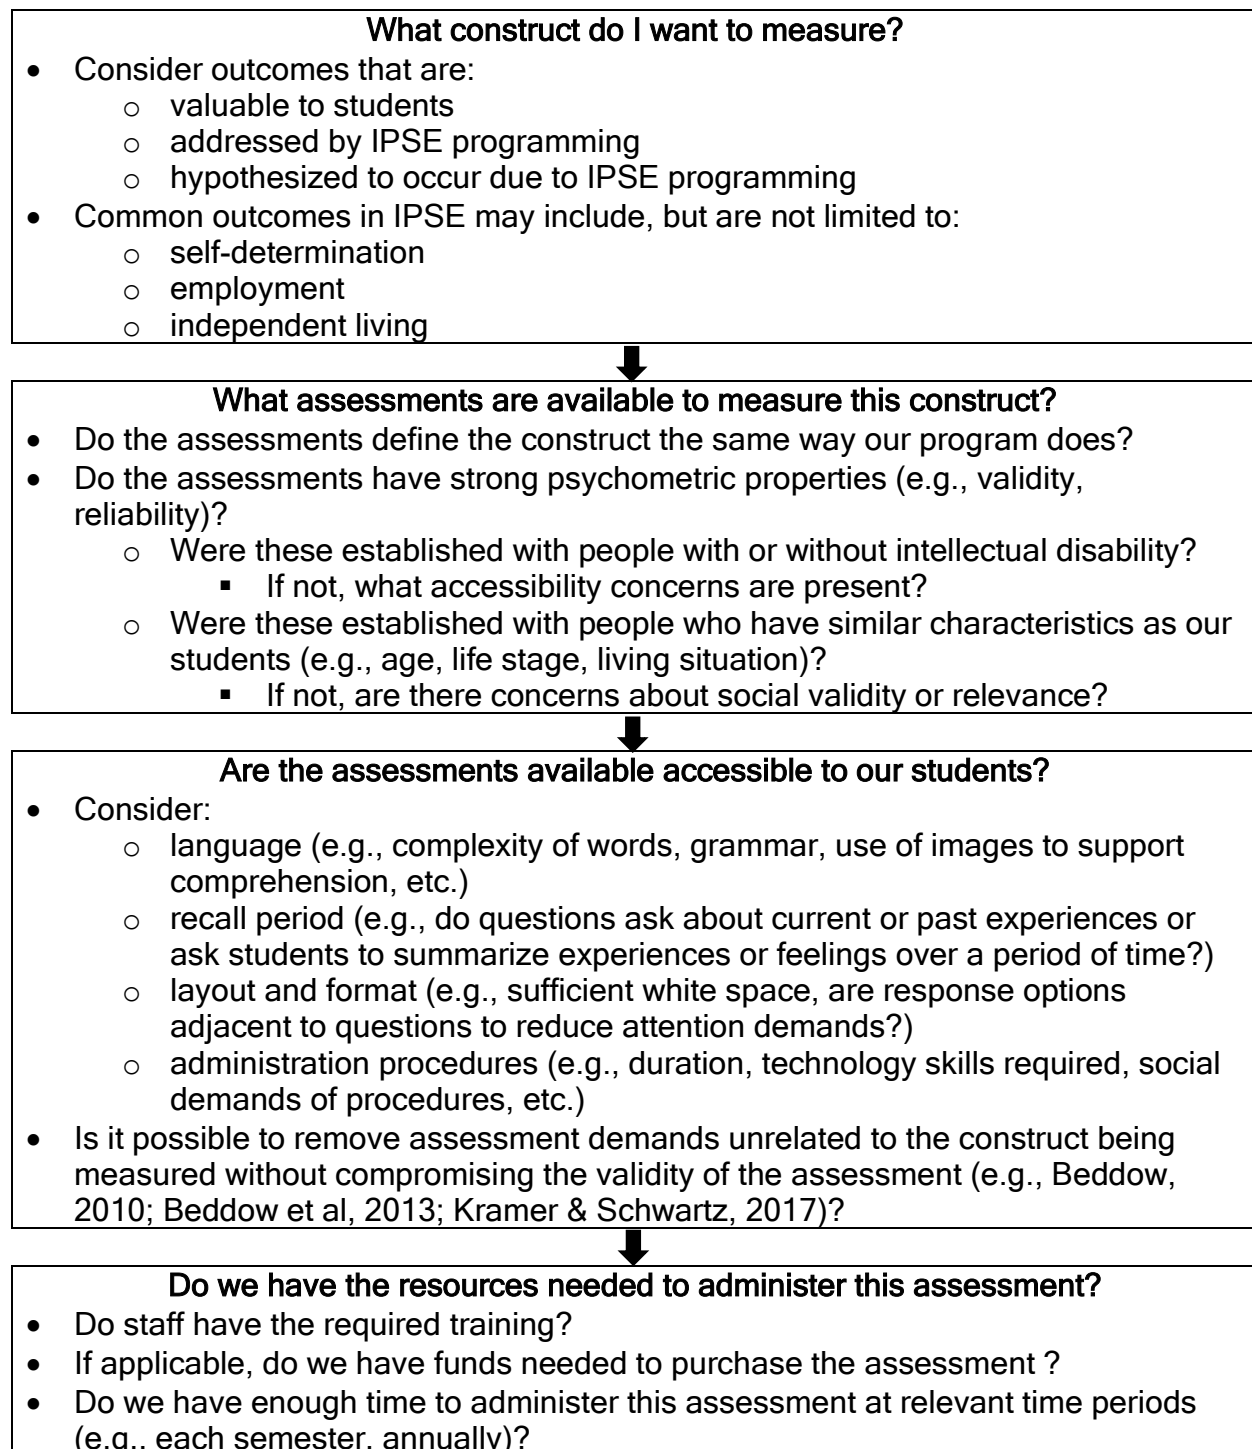 What construct do I want to measure?
• Consider outcomes that are:
o valuable to students
o addressed by IPSE programming
o hypothesized to occur due to IPSE programming
• Common outcomes in IPSE may include, but are not limited to:
o self-determination
o employment
o independent living
What assessments are available to measure this construct?
• Do the assessments define the construct the same way our program does?
• Do the assessments have strong psychometric properties (e.g., validity,
reliability)?
o Were these established with people with or without intellectual disability?
▪ If not, what accessibility concerns are present?
o Were these established with people who have similar characteristics as our
students (e.g., age, life stage, living situation)?
▪ If not, are there concerns about social validity or relevance?
Are the assessments available accessible to our students?
• Consider:
o language (e.g., complexity of words, grammar, use of images to support
comprehension, etc.)
o recall period (e.g., do questions ask about current or past experiences or
ask students to summarize experiences or feelings over a period of time?)
o layout and format (e.g., sufficient white space, are response options
adjacent to questions to reduce attention demands?)
o administration procedures (e.g., duration, technology skills required, social
demands of procedures, etc.)
• Is it possible to remove assessment demands unrelated to the construct being
measured without compromising the validity of the assessment (e.g., Beddow,
2010; Beddow et al, 2013; Kramer & Schwartz, 2017)?
Do we have the resources needed to administer this assessment?
• Do staff have the required training?
• If applicable, do we have funds needed to purchase the assessment ?
• Do we have enough time to administer this assessment at relevant time periods
(e.g., each semester, annually)?